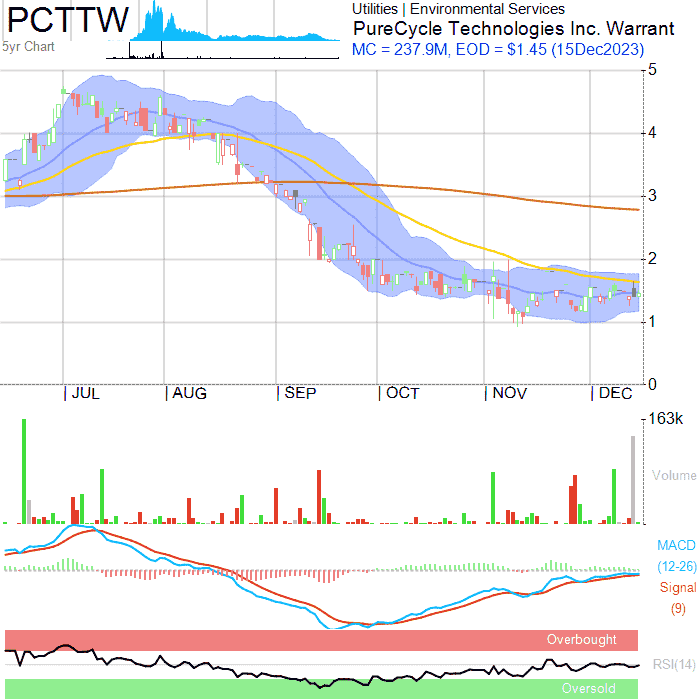 PCTTW
5yr Chart
Utilities | Environmental Services
PureCycle Technologies Inc. Warrant
MC = 237.9M, EOD = $1.45 (15Dec2023)
5
4
3
2
1
0
JUL
AUG
SEP
OCT
NOV
DEC
163k
Volume
MACD
(12-26)
Signal
(9)
Overbought
RSI(14)
Oversold